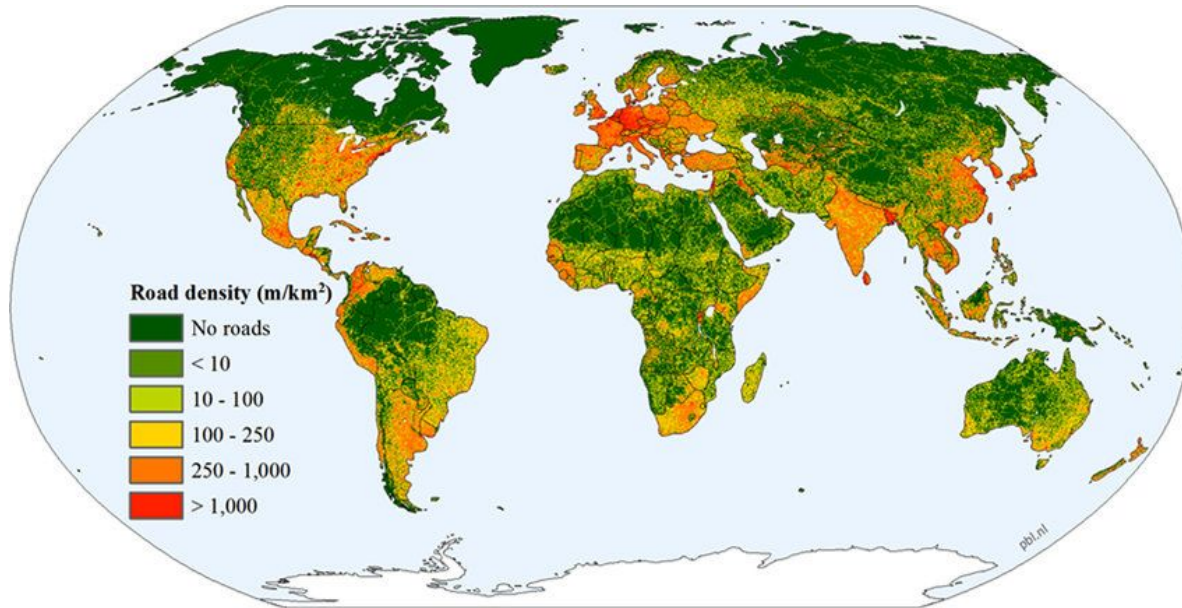 Road density (m/km²)
No roads
< 10
10 - 100
100 - 250
250 - 1,000
> 1,000
pbl.nl